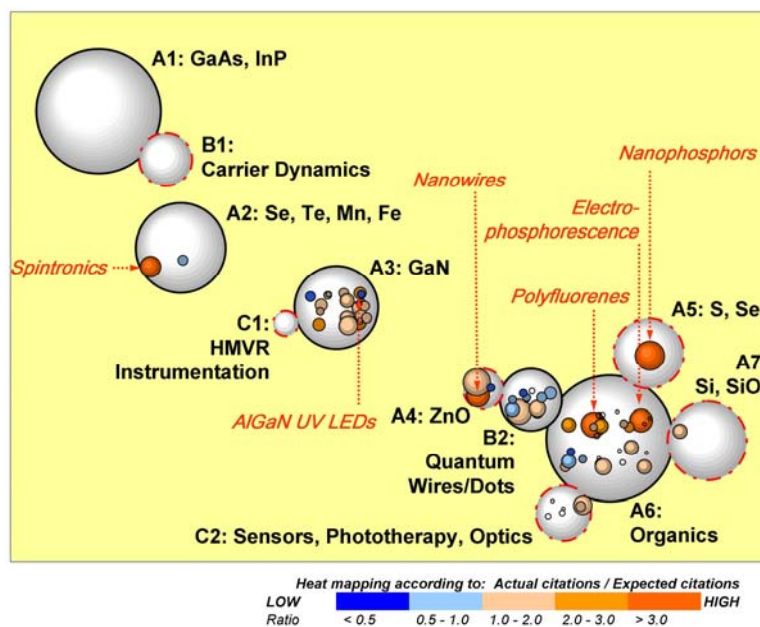 A1: GaAs, InP
B1:
Carrier Dynamics
Nanophosphors
Nanowires
Electro-
phosphorescence
A2: Se, Te, Mn, Fe
Spintronics
A3: GaN
Polyfluorenes
A5: S, Se
C1:
HMVR
Instrumentation
A7
Si, SiO
AlGaN UV LEDs
A4: ZnO
B2:
Quantum
Wires/Dots
A6:
Organics
C2: Sensors, Phototherapy, Optics
Heat mapping according to: Actual citations / Expected citations
LOW
HIGH
Ratio < 0.5 0.5 - 1.0 1.0 - 2.0 2.0 - 3.0 > 3.0